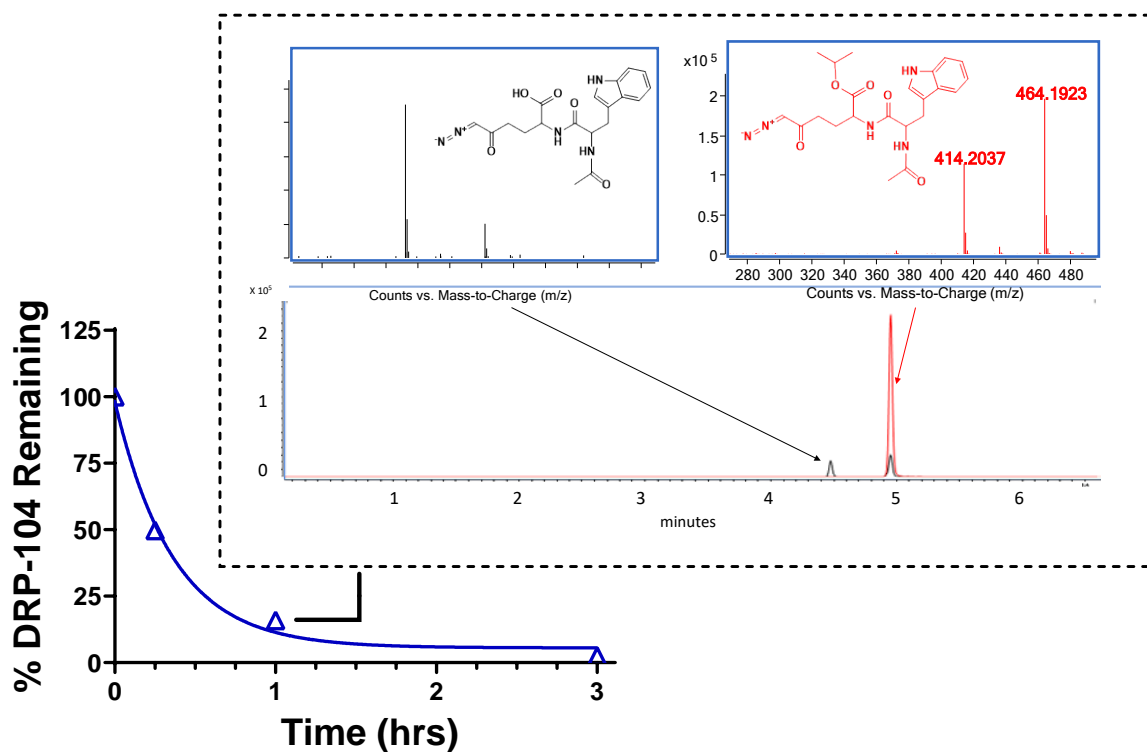 HO
O
O
HN
-N=N+
O
N
H
N
H
O
x10⁵
2
1.5
1
0.5
0
O
O
O
HN
-N=N+
O
N
H
N
H
O
414.2037
464.1923
280 300 320 340 360 380 400 420 440 460 480
Counts vs. Mass-to-Charge (m/z)
Counts vs. Mass-to-Charge (m/z)
X 10⁵
2
1
0
1 2 3 4 5 6
minutes
% DRP-104 Remaining
125
100
75
50
25
0
0 1 2 3
Time (hrs)